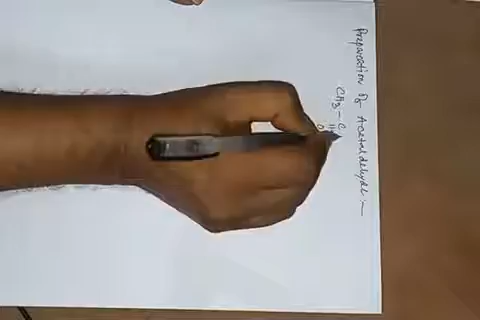 Preparation of Acetaldehyde ~
CH3 - C
O